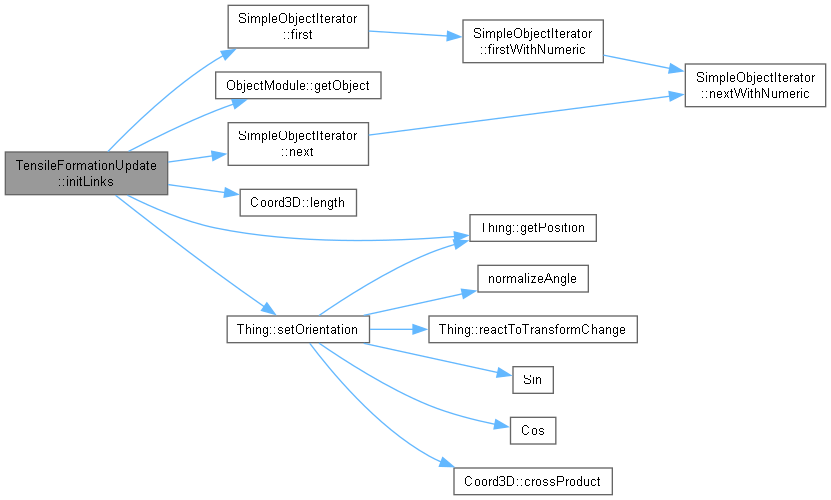 SimpleObjectIterator
::first
SimpleObjectIterator
::firstWithNumeric
SimpleObjectIterator
::nextWithNumeric
ObjectModule::getObject
SimpleObjectIterator
::next
TensileFormationUpdate
::initLinks
Coord3D::length
Thing::getPosition
normalizeAngle
Thing::setOrientation
Thing::reactToTransformChange
Sin
Cos
Coord3D::crossProduct